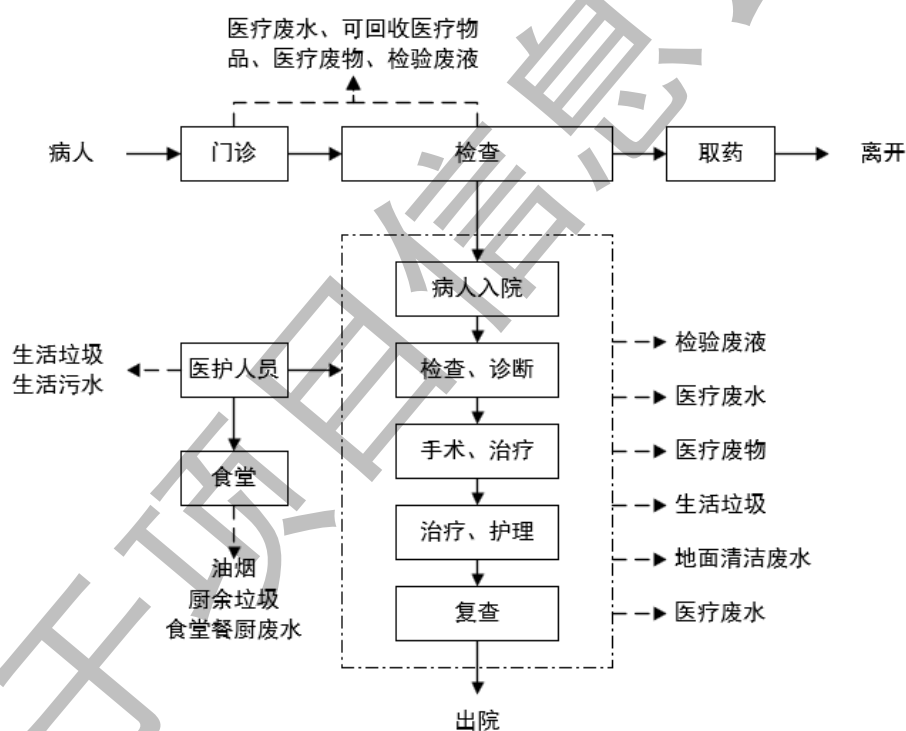 医疗废水、可回收医疗物
品、医疗废物、检验废液
病人
门诊
检查
取药
离开
病人入院
检查、诊断
手术、治疗
治疗、护理
复查
出院
医护人员
生活垃圾
生活污水
食堂
油烟
厨余垃圾
食堂餐厨废水
检验废液
医疗废水
医疗废物
生活垃圾
地面清洁废水
医疗废水
于项目信息